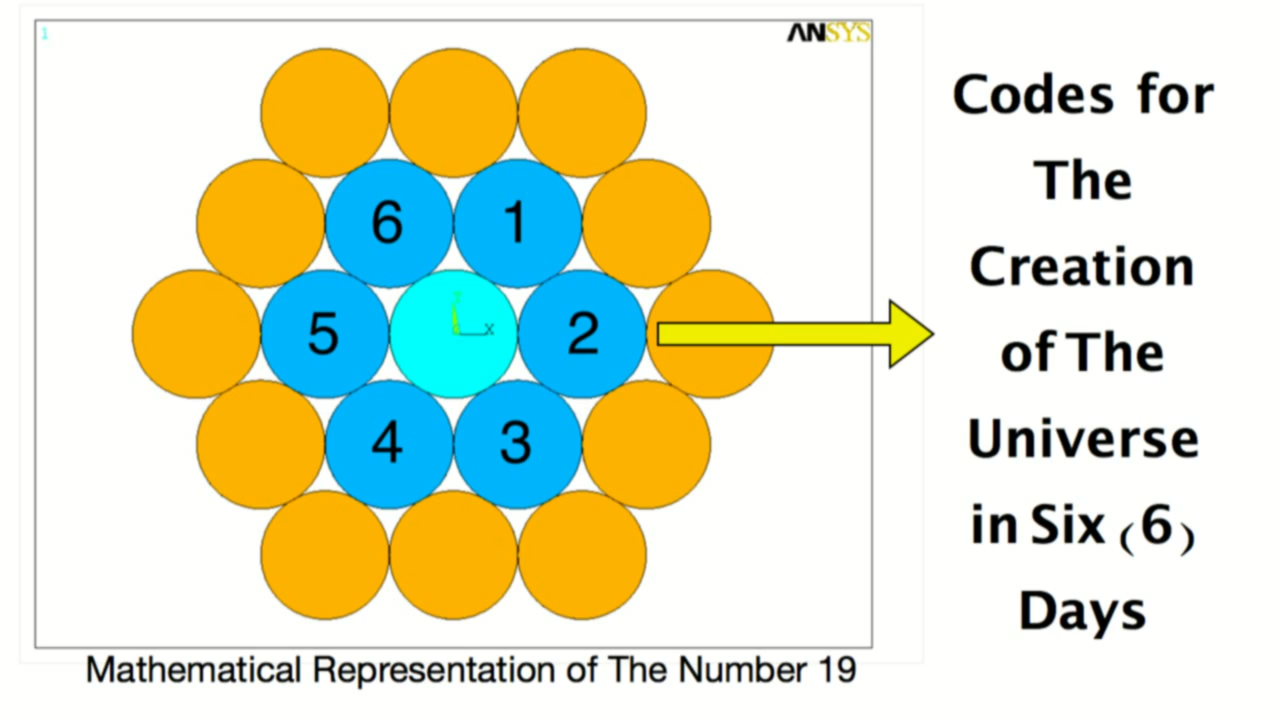 1
ANSYS
6 1
5 2
4 3
Z
X
Mathematical Representation of The Number 19
Codes for
The
Creation
of The
Universe
in Six (6)
Days